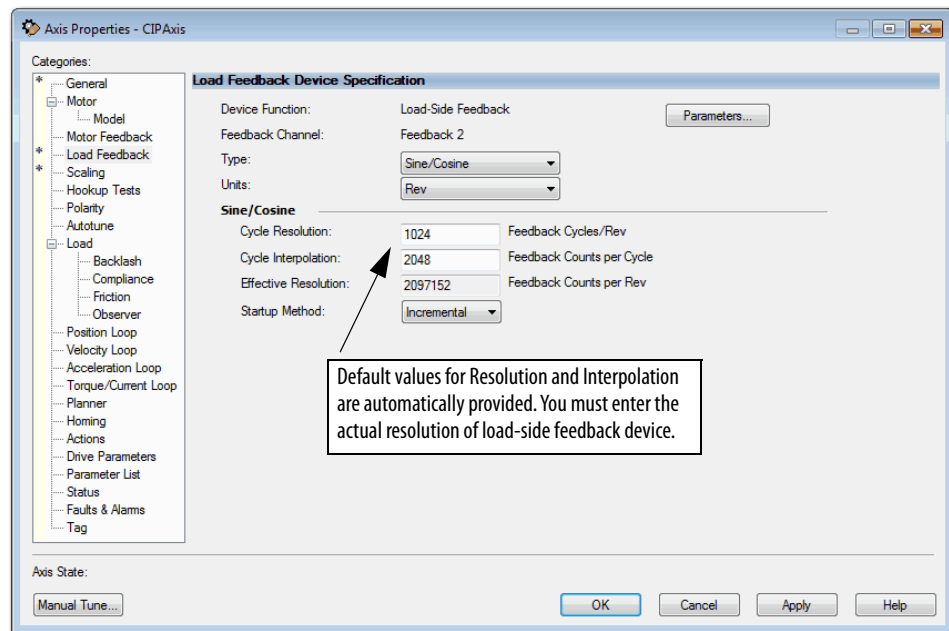 Axis Properties - CIPAxis
Categories:
* General
Motor
Model
Motor Feedback
* Load Feedback
* Scaling
Hookup Tests
Polarity
Autotune
Load
Backlash
Compliance
Friction
Observer
Position Loop
Velocity Loop
Acceleration Loop
Torque/Current Loop
Planner
Homing
Actions
Drive Parameters
Parameter List
Status
Faults & Alarms
Tag
Load Feedback Device Specification
Device Function: Load-Side Feedback
Parameters...
Feedback Channel: Feedback 2
Type: Sine/Cosine
Units: Rev
Sine/Cosine
Cycle Resolution: 1024 Feedback Cycles/Rev
Cycle Interpolation: 2048 Feedback Counts per Cycle
Effective Resolution: 2097152 Feedback Counts per Rev
Startup Method: Incremental
Default values for Resolution and Interpolation
are automatically provided. You must enter the
actual resolution of load-side feedback device.
Axis State:
Manual Tune... OK Cancel Apply Help